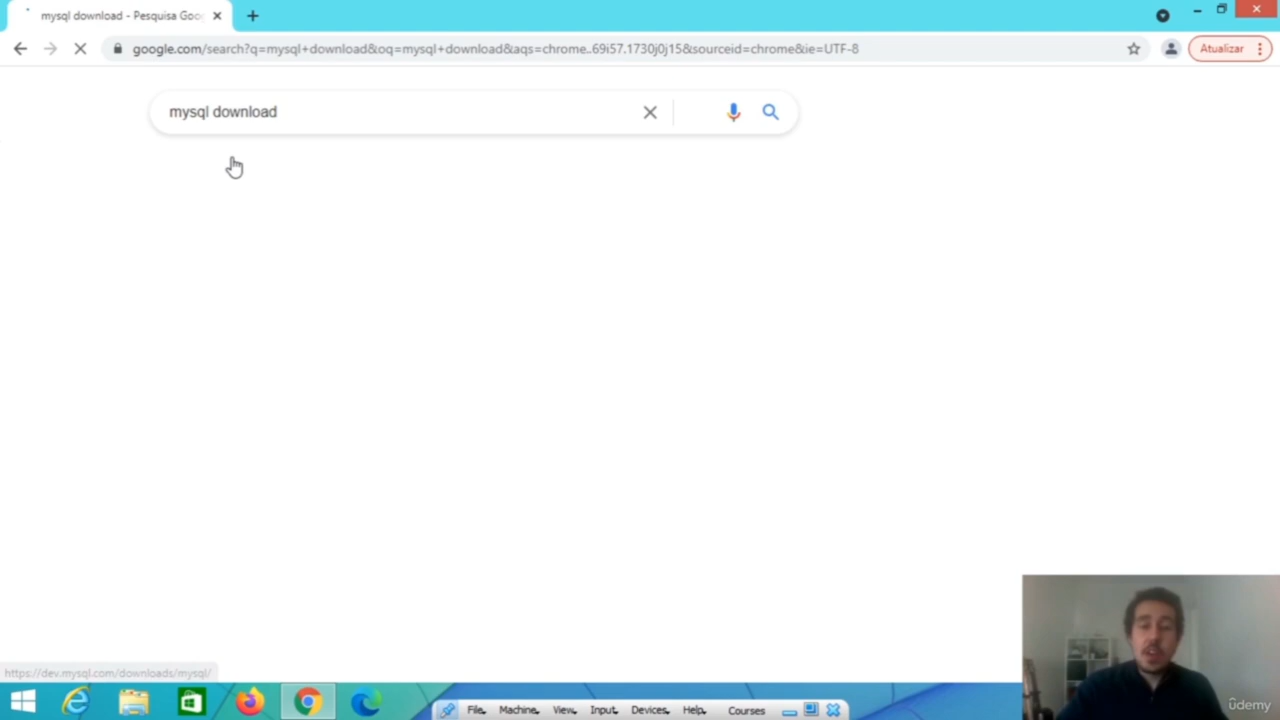 mysql download - Pesquisa Goo
google.com/search?q=mysql+download&oq=mysql+download&aqs=chrome..69i57.1730j0j15&sourceid=chrome&ie=UTF-8
Atualizar
mysql download
https://dev.mysql.com/downloads/mysql/
File Machine View Input Devices Help Courses
ûdemy